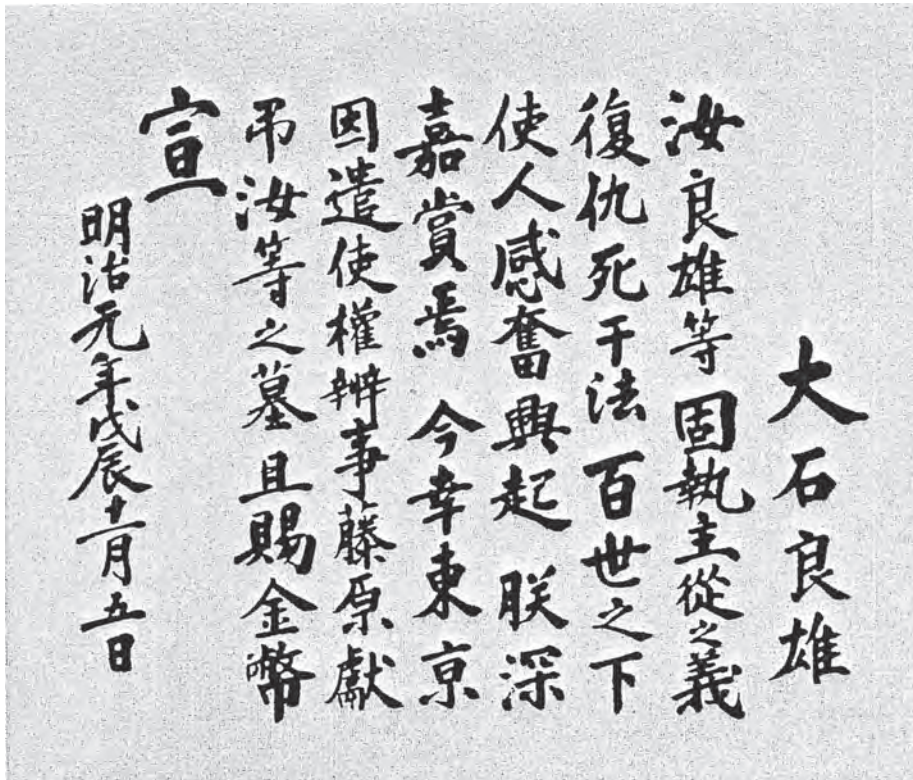 大石良雄
汝良雄等固執主從之義
復仇死于法百世之下
使人感奮興起朕深
嘉賞焉今幸東京
因遣使權辨事藤原獻
弔汝等之墓且賜金幣
宣
明治元年戊辰十一月五日